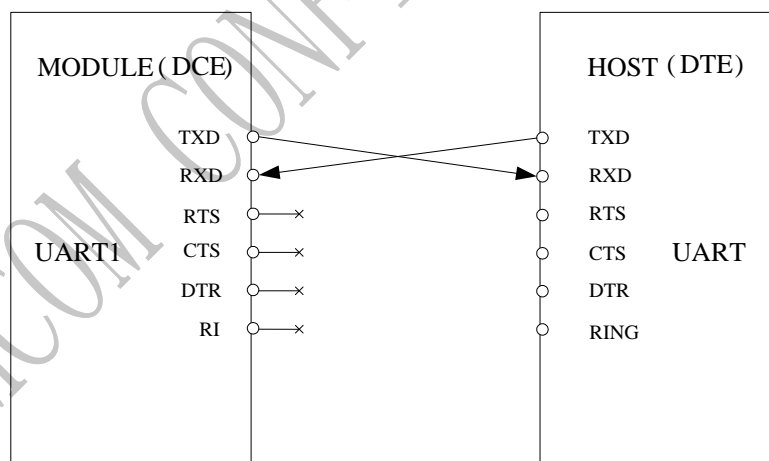 MODULE(DCE)
HOST (DTE)
TXD
RXD
RTS
UART1
CTS
DTR
RI
TXD
RXD
RTS
CTS
UART
DTR
RING